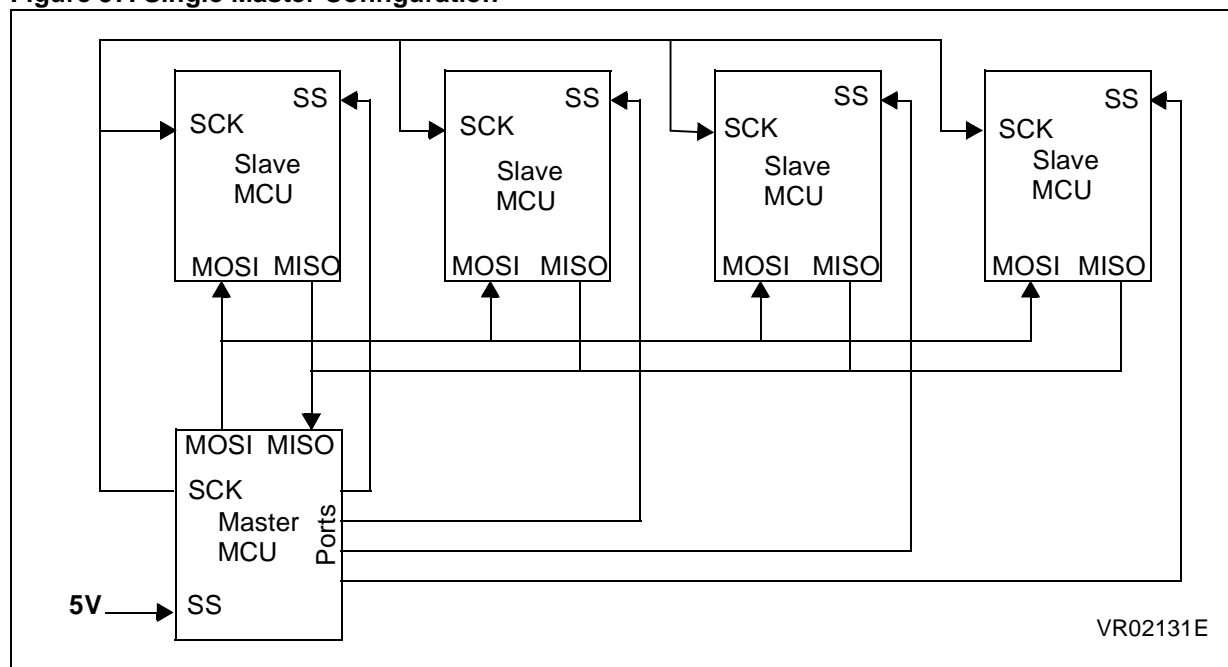 Figure Single Master Configuration
SS
SCK
Slave
MCU
MOSI MISO
SS
SCK
Slave
MCU
MOSI MISO
SS
SCK
Slave
MCU
MOSI MISO
SS
SCK
Slave
MCU
MOSI MISO
MOSI MISO
SCK
Master
MCU
Ports
5V
SS
VR02131E